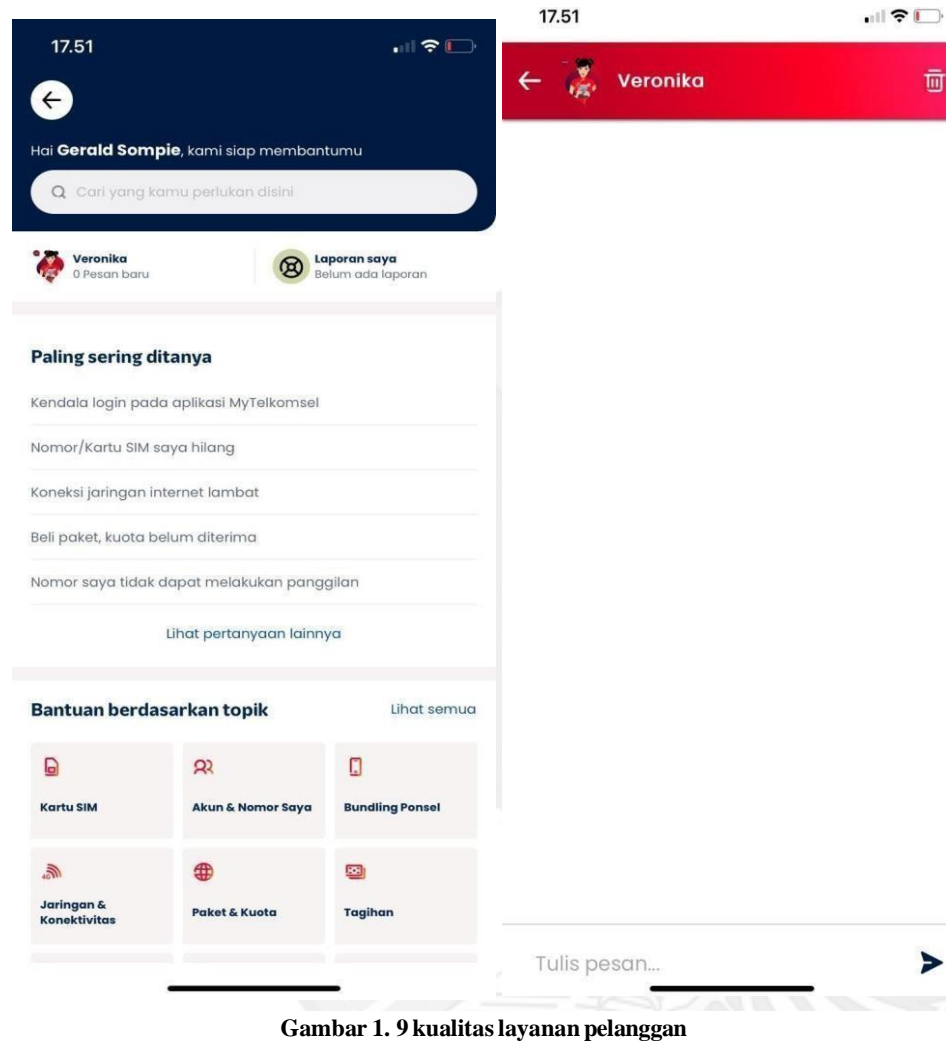 17.51
Hai Gerald Sompie, kami siap membantumu
Cari yang kamu perlukan disini
Veronika
0 Pesan baru
Laporan saya
Belum ada laporan
Paling sering ditanya
Kendala login pada aplikasi MyTelkomsel
Nomor/Kartu SIM saya hilang
Koneksi jaringan internet lambat
Beli paket, kuota belum diterima
Nomor saya tidak dapat melakukan panggilan
Lihat pertanyaan lainnya
Bantuan berdasarkan topik
Lihat semua
Kartu SIM
Akun & Nomor Saya
Bundling Ponsel
4G
Jaringan &
Konektivitas
Paket & Kuota
Tagihan
17.51
Veronika
Tulis pesan...
Gambar 1. 9 kualitas layanan pelanggan